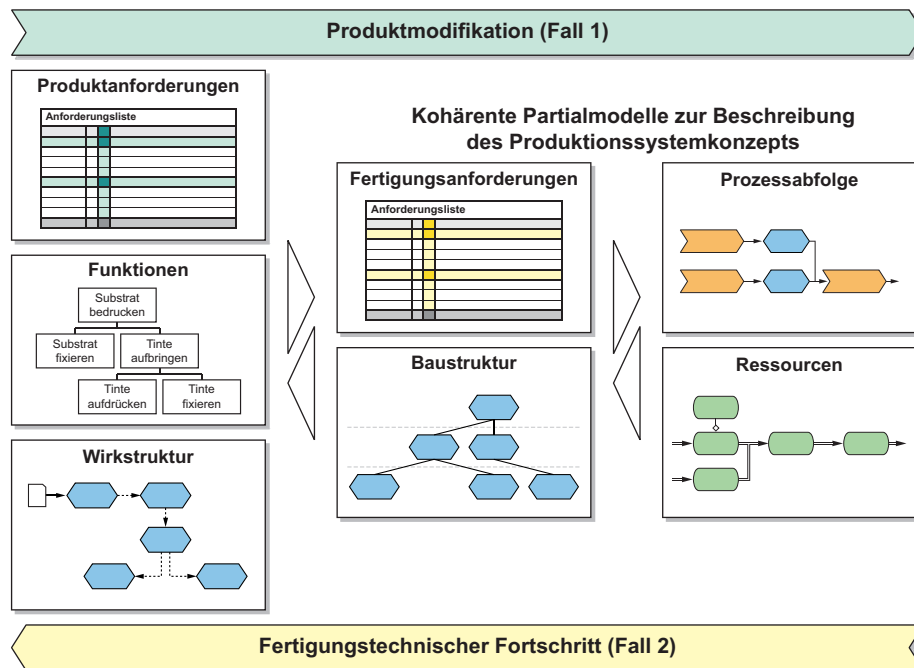 Produktmodifikation (Fall 1)
Produktanforderungen
Anforderungsliste
Funktionen
Substrat
bedrucken
Substrat
fixieren
Tinte
aufbringen
Tinte
aufdrücken
Tinte
fixieren
Wirkstruktur
Kohärente Partialmodelle zur Beschreibung
des Produktionssystemkonzepts
Fertigungsanforderungen
Anforderungsliste
Baustruktur
Prozessabfolge
Ressourcen
Fertigungstechnischer Fortschritt (Fall 2)